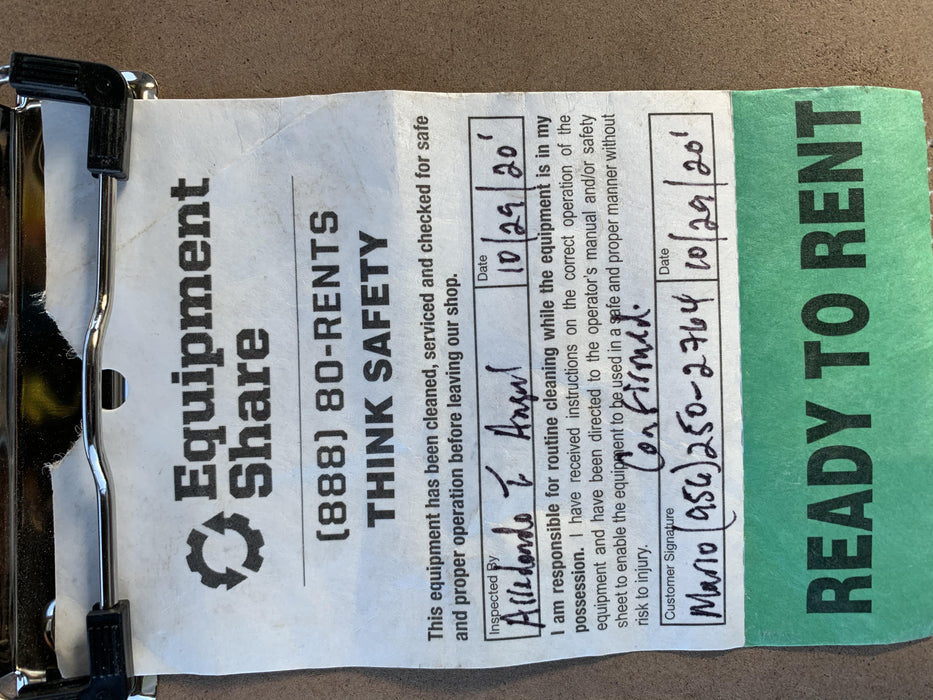 Equipment
Share
(888) 80-RENTS
THINK SAFETY
This equipment has been cleaned, serviced and checked for safe
and proper operation before leaving our shop.
Inspected By
Date
Arredondo I Angel
10/29/20'
I am responsible for routine cleaning while the equipment is in my
possession. I have received instructions on the correct operation of the
equipment and have been directed to the operator's manual and/or safety
sheet to enable the equipment to be used in a safe and proper manner without
risk to injury.
Confirmed.
Customer Signature
Date
Mario (956)250-2764
10/29/20'
READY TO RENT